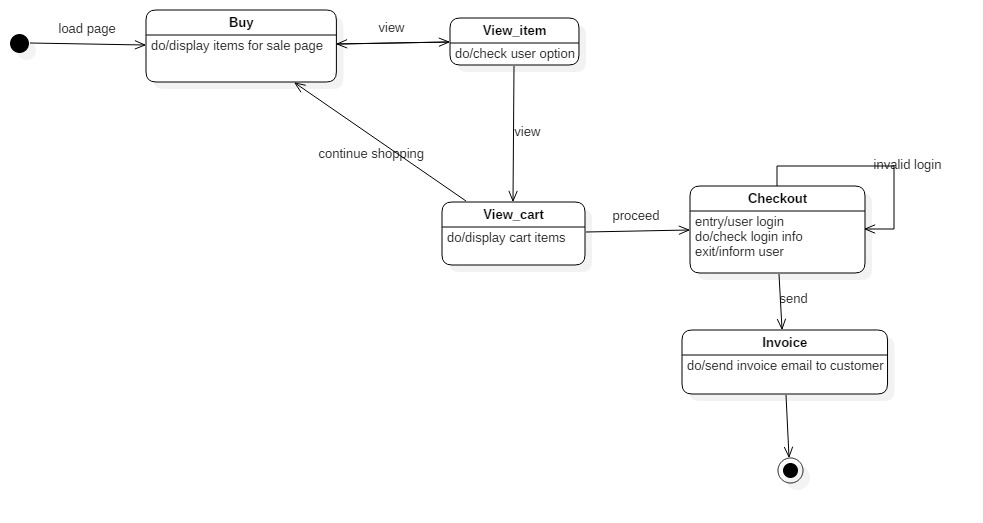 load page
Buy
do/display items for sale page
view
View_item
do/check user option
view
continue shopping
View_cart
do/display cart items
proceed
invalid login
Checkout
entry/user login
do/check login info
exit/inform user
send
Invoice
do/send invoice email to customer